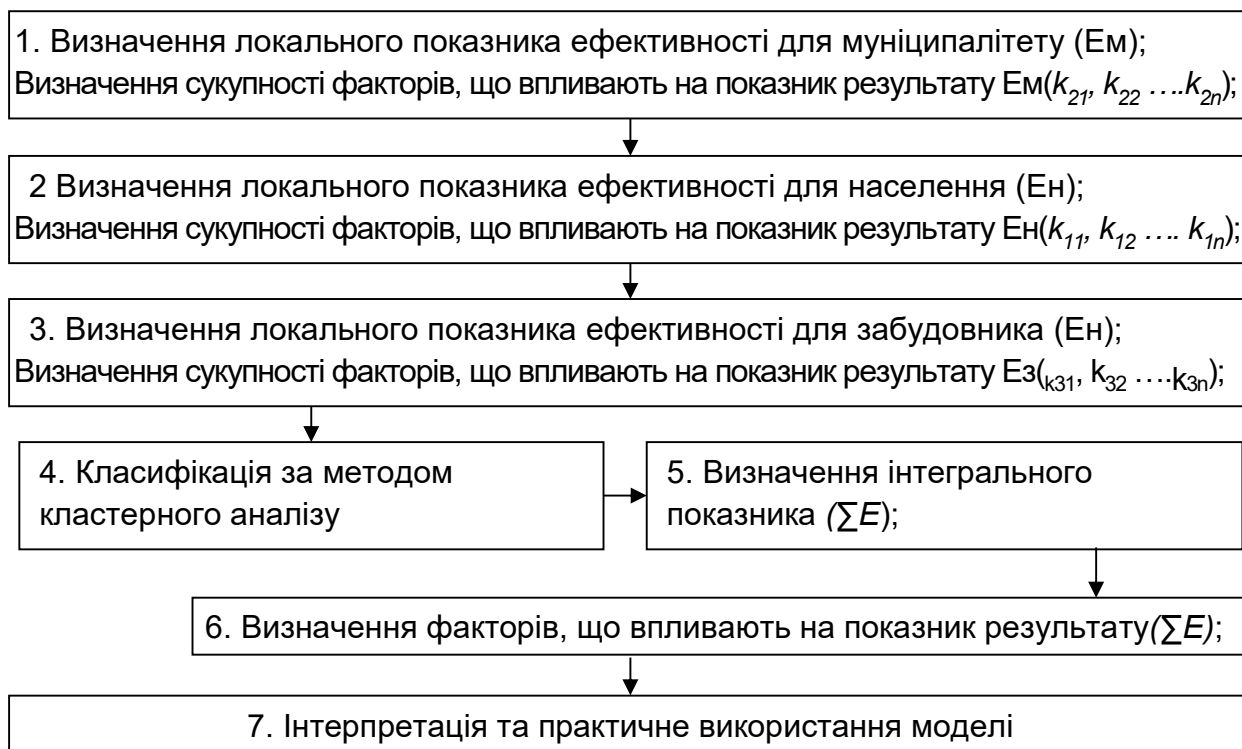 1. Визначення локального показника ефективності для муніципалітету (Ем);
Визначення сукупності факторів, що впливають на показник результату Ем(k21, k22 ….k2n);
2 Визначення локального показника ефективності для населення (Ен);
Визначення сукупності факторів, що впливають на показник результату Ен(k11, k12 …. k1n);
3. Визначення локального показника ефективності для забудовника (Ен);
Визначення сукупності факторів, що впливають на показник результату Ез(k31, k32 ….k3n);
4. Класифікація за методом
кластерного аналізу
5. Визначення інтегрального
показника (∑E);
6. Визначення факторів, що впливають на показник результату(∑E);
7. Інтерпретація та практичне використання моделі